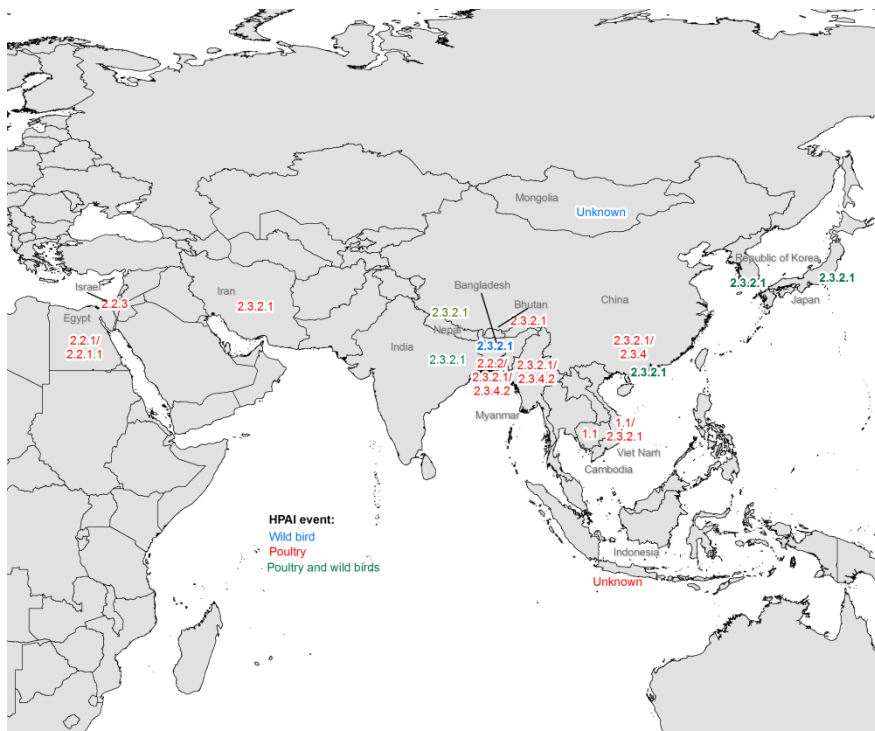 Mongolia
Unknown
Republic of Korea
2.3.2.1
2.3.2.1
Japan
Israel
2.2.3
Iran
2.3.2.1
Bangladesh
Bhutan
China
Egypt
2.2.1/
2.2.1.1
2.3.2.1
Nepal
2.3.2.1
India
2.3.2.1
2.3.2.1
2.2.2/
2.3.2.1/
2.3.4.2
2.3.2.1/
2.3.4.2
2.3.2.1/
2.3.4
2.3.2.1
Myanmar
1.1
1.1/
2.3.2.1
Viet Nam
Cambodia
HPAI event:
Wild bird
Poultry
Poultry and wild birds
Indonesia
Unknown